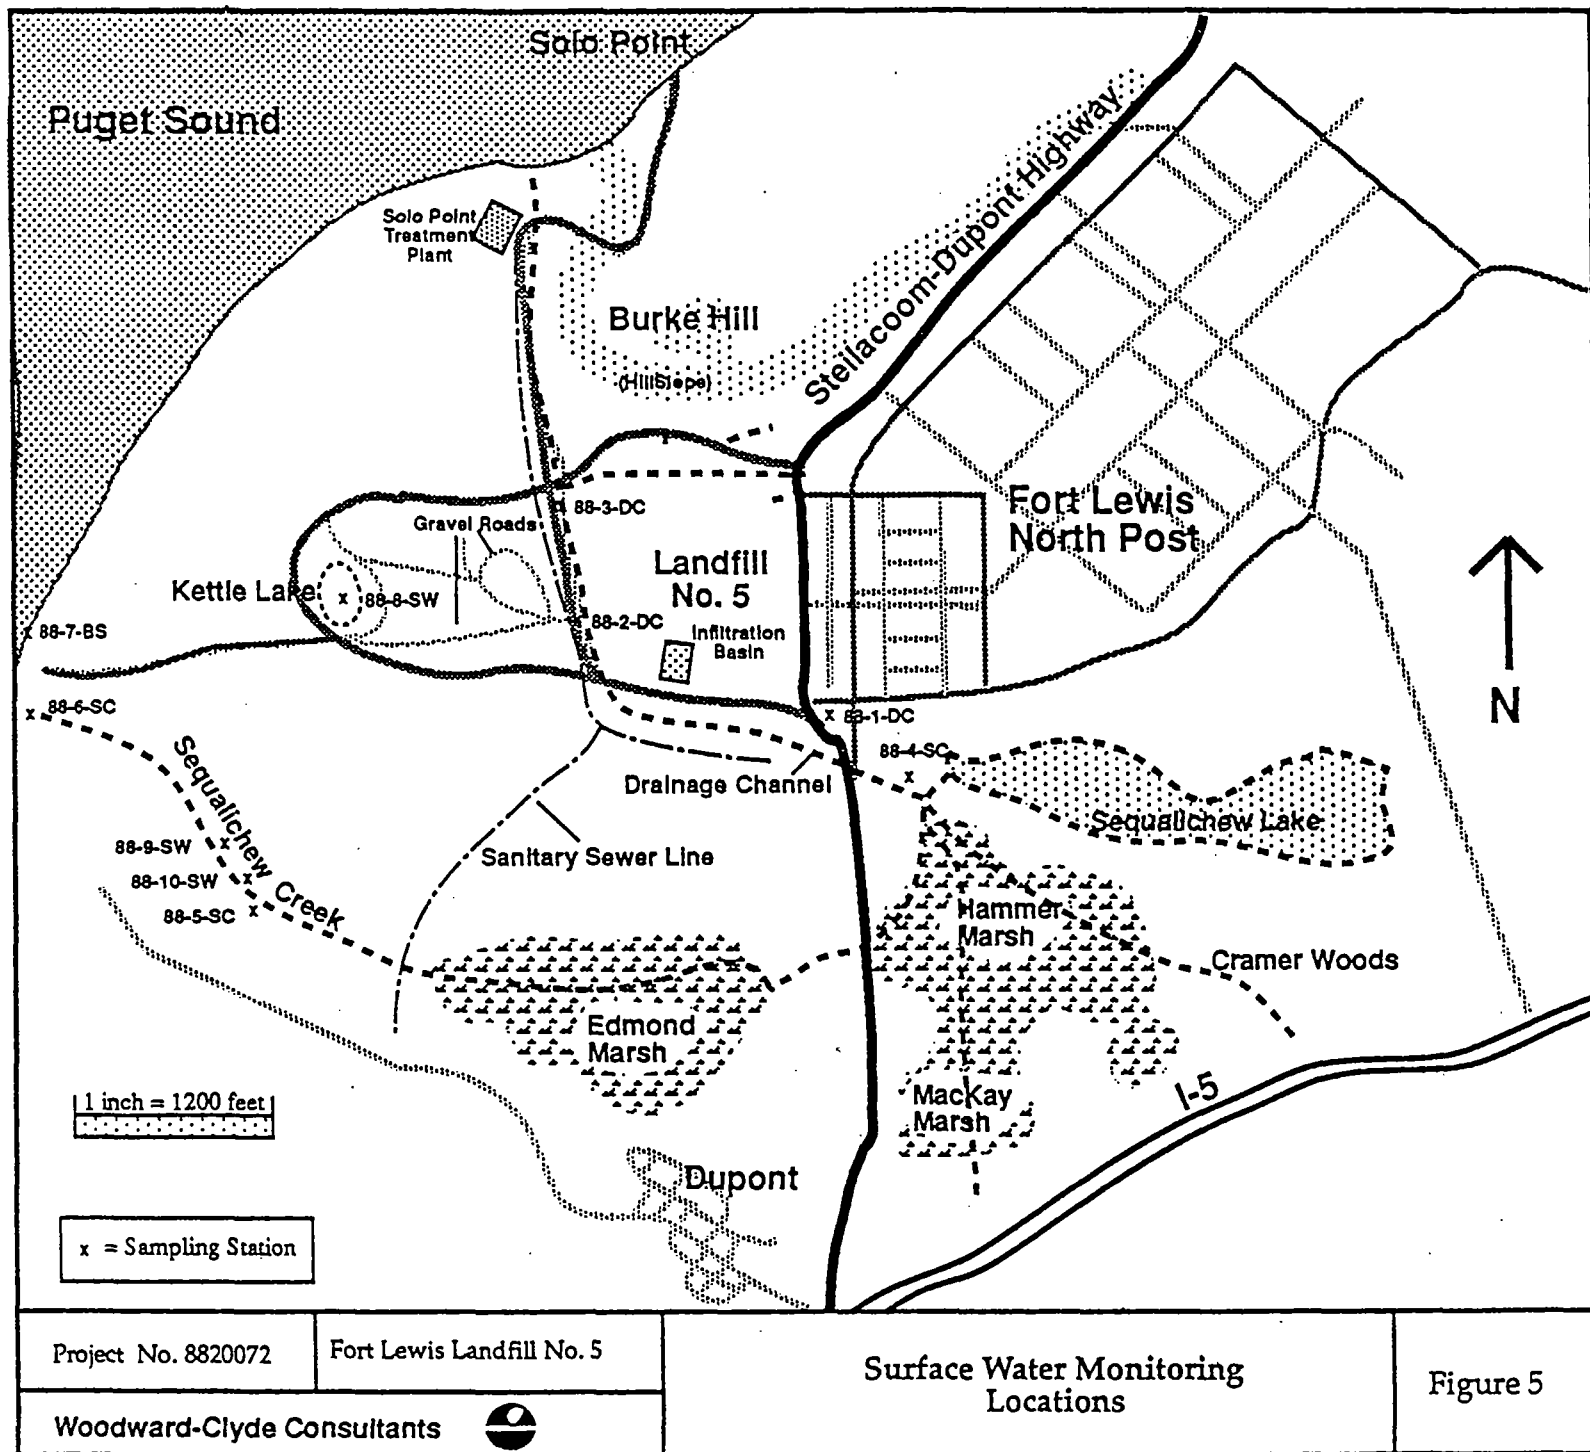 Solo Point
Puget Sound
Solo Point
Treatment
Plant
Burke Hill
(Hillslope)
Steilacoom-Dupont Highway
Fort Lewis
North Post
88-3-DC
Gravel Roads
Landfill
No. 5
Kettle Lake
88-8-SW
88-2-DC
Infiltration
Basin
88-7-BS
88-6-SC
88-1-DC
88-4-SC
N
Drainage Channel
Sequalichew Lake
Sequalichew Creek
Sanitary Sewer Line
88-9-SW
88-10-SW
88-5-SC
Hammer
Marsh
Cramer Woods
Edmond
Marsh
MacKay
Marsh
I-5
1 inch = 1200 feet
Dupont
x = Sampling Station
Project No. 8820072
Fort Lewis Landfill No. 5
Surface Water Monitoring
Locations
Figure 5
Woodward-Clyde Consultants